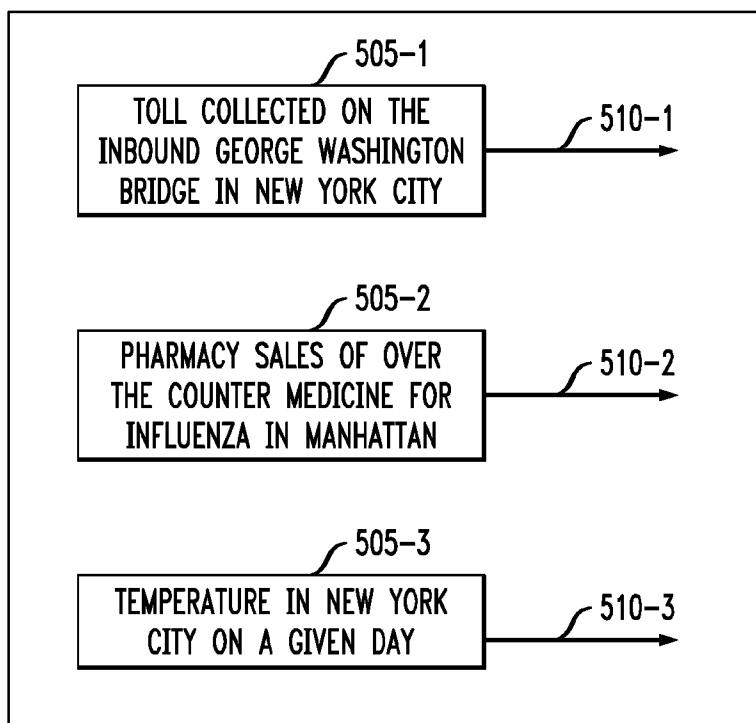 505-1
TOLL COLLECTED ON THE
INBOUND GEORGE WASHINGTON
BRIDGE IN NEW YORK CITY
510-1
505-2
PHARMACY SALES OF OVER
THE COUNTER MEDICINE FOR
INFLUENZA IN MANHATTAN
510-2
505-3
TEMPERATURE IN NEW YORK
CITY ON A GIVEN DAY
510-3